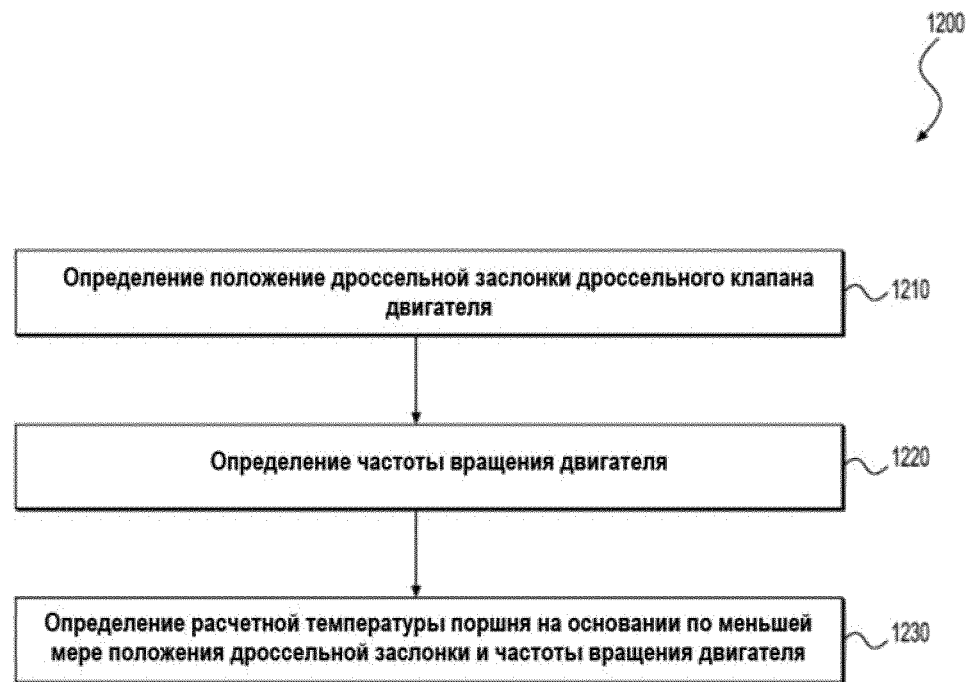 1200
Определение положение дроссельной заслонки дроссельного клапана
двигателя
1210
Определение частоты вращения двигателя
1220
Определение расчетной температуры поршня на основании по меньшей
мере положения дроссельной заслонки и частоты вращения двигателя
1230